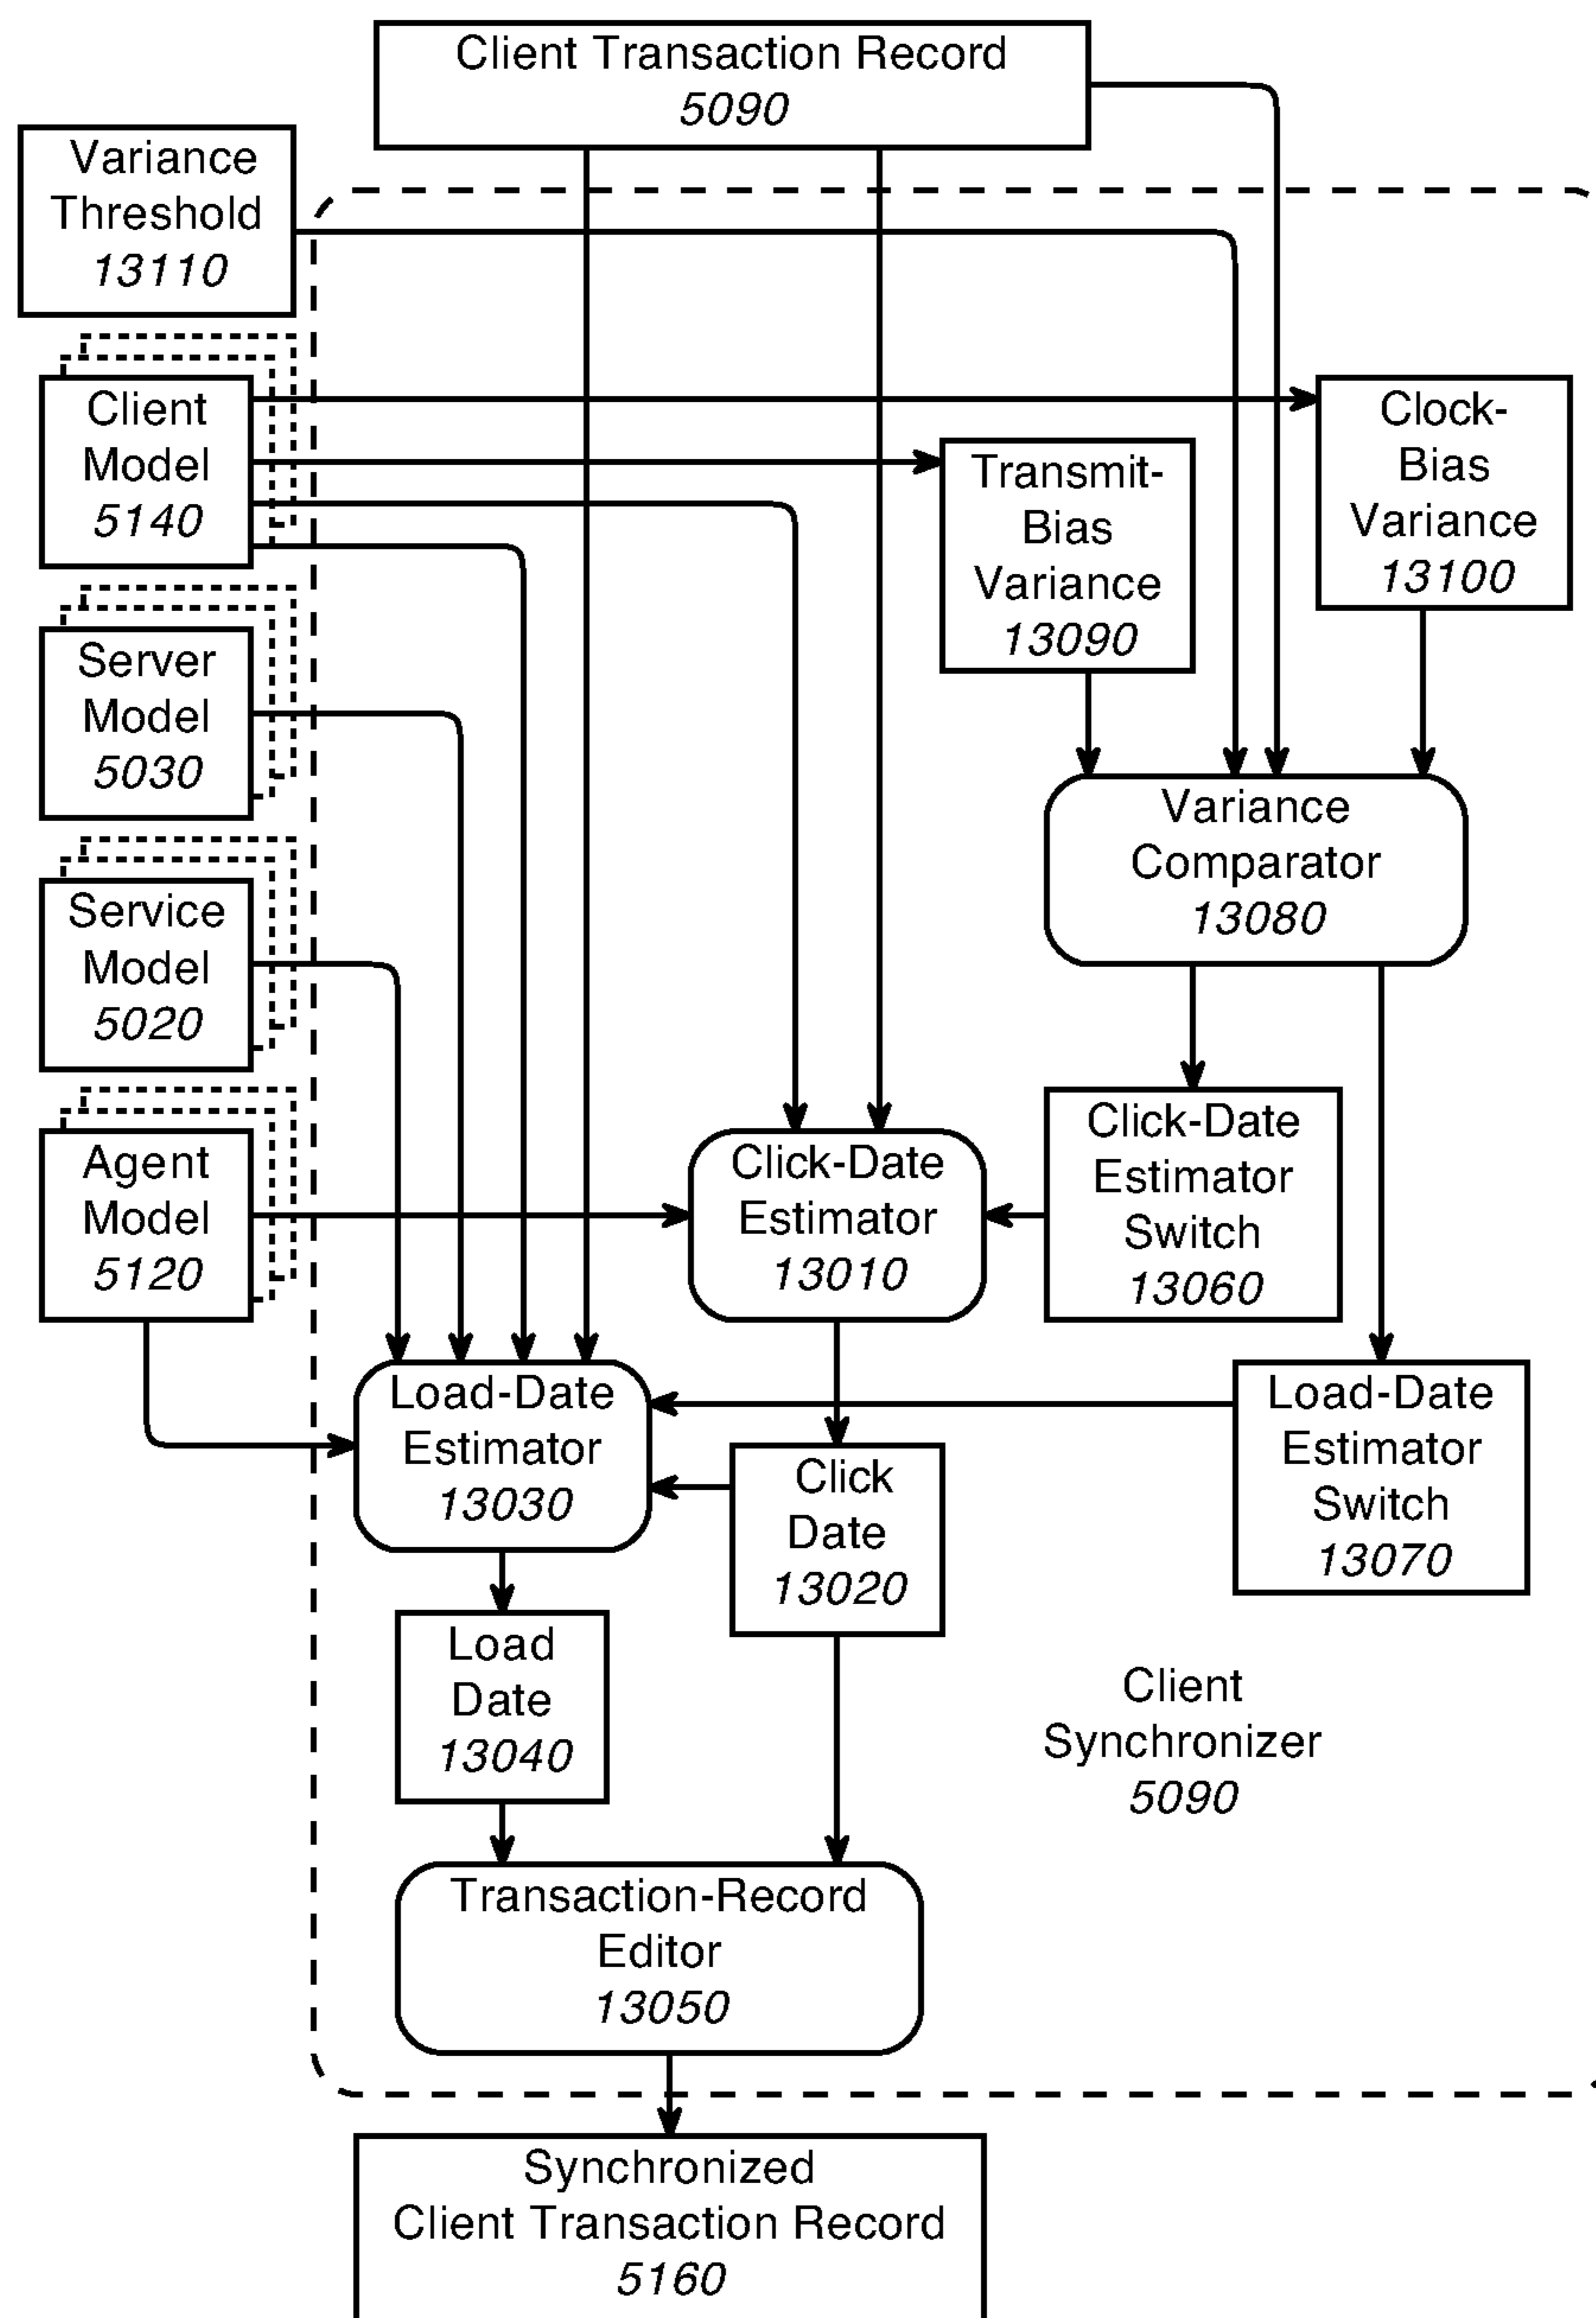 Client Transaction Record
5090
Variance
Threshold
13110
Client
Model
5140
Clock-
Bias
Variance
13100
Transmit-
Bias
Variance
13090
Server
Model
5030
Variance
Comparator
13080
Service
Model
5020
Agent
Model
5120
Click-Date
Estimator
13010
Click-Date
Estimator
Switch
13060
Load-Date
Estimator
13030
Click
Date
13020
Load-Date
Estimator
Switch
13070
Load
Date
13040
Client
Synchronizer
5090
Transaction-Record
Editor
13050
Synchronized
Client Transaction Record
5160